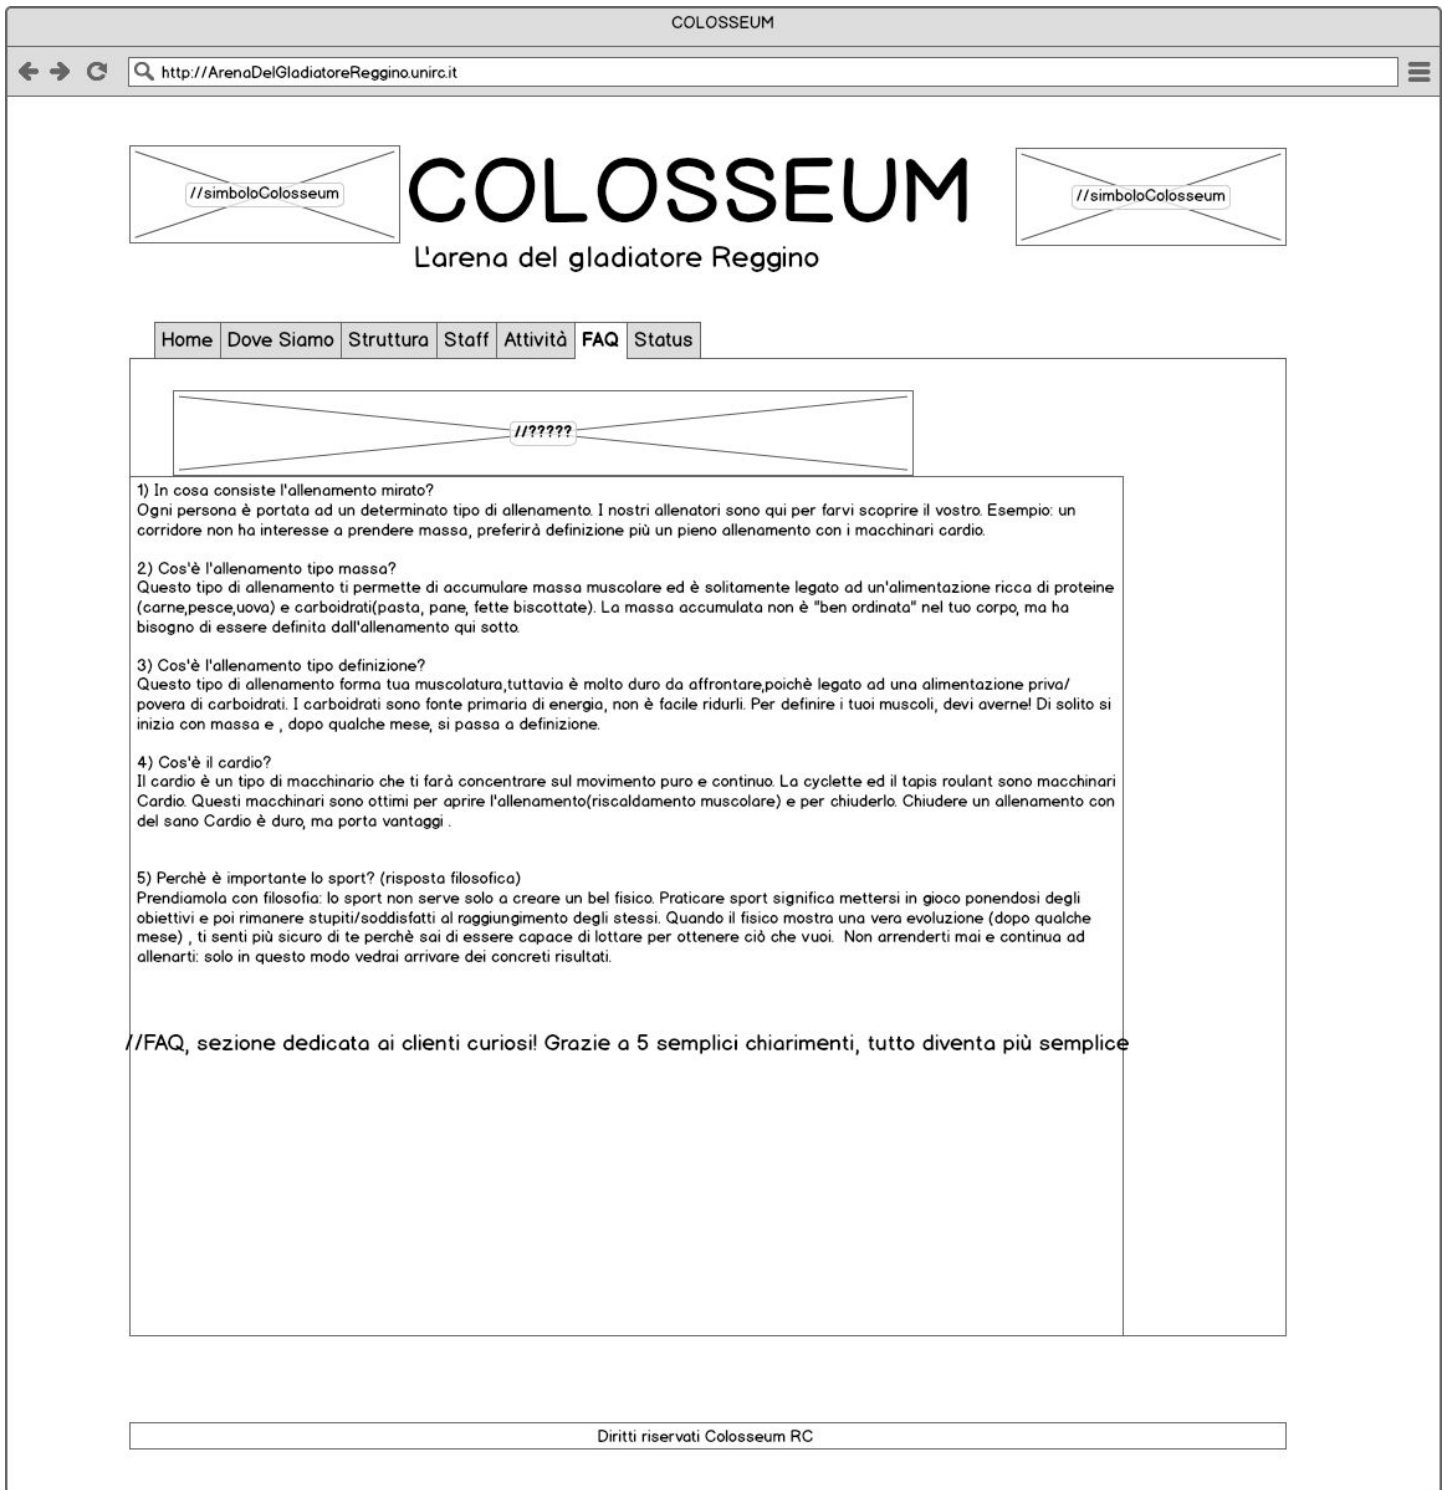 COLOSSEUM
http://ArenaDelGladiatoreReggino.unirc.it
//simboloColosseum
COLOSSEUM
//simboloColosseum
L'arena del gladiatore Reggino
Home Dove Siamo Struttura Staff Attività FAQ Status
//?????
1) In cosa consiste l'allenamento mirato?
Ogni persona è portata ad un determinato tipo di allenamento. I nostri allenatori sono qui per farvi scoprire il vostro. Esempio: un
corridore non ha interesse a prendere massa, preferirà definizione più un pieno allenamento con i macchinari cardio.
2) Cos'è l'allenamento tipo massa?
Questo tipo di allenamento ti permette di accumulare massa muscolare ed è solitamente legato ad un'alimentazione ricca di proteine
(carne,pesce,uova) e carboidrati(pasta, pane, fette biscottate). La massa accumulata non è "ben ordinata" nel tuo corpo, ma ha
bisogno di essere definita dall'allenamento qui sotto.
3) Cos'è l'allenamento tipo definizione?
Questo tipo di allenamento forma tua muscolatura,tuttavia è molto duro da affrontare,poichè legato ad una alimentazione priva/
povera di carboidrati. I carboidrati sono fonte primaria di energia, non è facile ridurli. Per definire i tuoi muscoli, devi averne! Di solito si
inizia con massa e , dopo qualche mese, si passa a definizione.
4) Cos'è il cardio?
Il cardio è un tipo di macchinario che ti farà concentrare sul movimento puro e continuo. La cyclette ed il tapis roulant sono macchinari
Cardio. Questi macchinari sono ottimi per aprire l'allenamento(riscaldamento muscolare) e per chiuderlo. Chiudere un allenamento con
del sano Cardio è duro, ma porta vantaggi .
5) Perchè è importante lo sport? (risposta filosofica)
Prendiamola con filosofia: lo sport non serve solo a creare un bel fisico. Praticare sport significa mettersi in gioco ponendosi degli
obiettivi e poi rimanere stupiti/soddisfatti al raggiungimento degli stessi. Quando il fisico mostra una vera evoluzione (dopo qualche
mese) , ti senti più sicuro di te perchè sai di essere capace di lottare per ottenere ciò che vuoi.  Non arrenderti mai e continua ad
allenarti: solo in questo modo vedrai arrivare dei concreti risultati.
//FAQ, sezione dedicata ai clienti curiosi! Grazie a 5 semplici chiarimenti, tutto diventa più semplice
Diritti riservati Colosseum RC